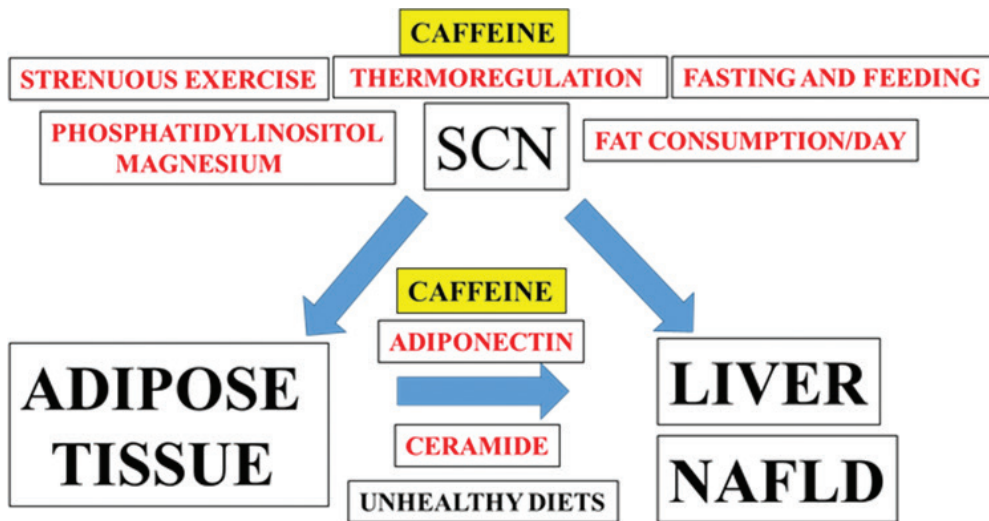 CAFFEINE
STRENUOUS EXERCISE
THERMOREGULATION
FASTING AND FEEDING
PHOSPHATIDYLINOSITOL
MAGNESIUM
SCN
FAT CONSUMPTION/DAY
CAFFEINE
ADIPONECTIN
ADIPOSE
TISSUE
LIVER
CERAMIDE
NAFLD
UNHEALTHY DIETS